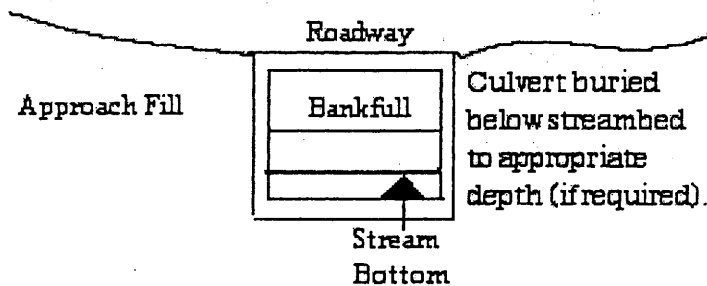 Roadway
Approach Fill
Bankfull
Culvert buried
below streambed
to appropriate
depth (if required).
Stream
Bottom